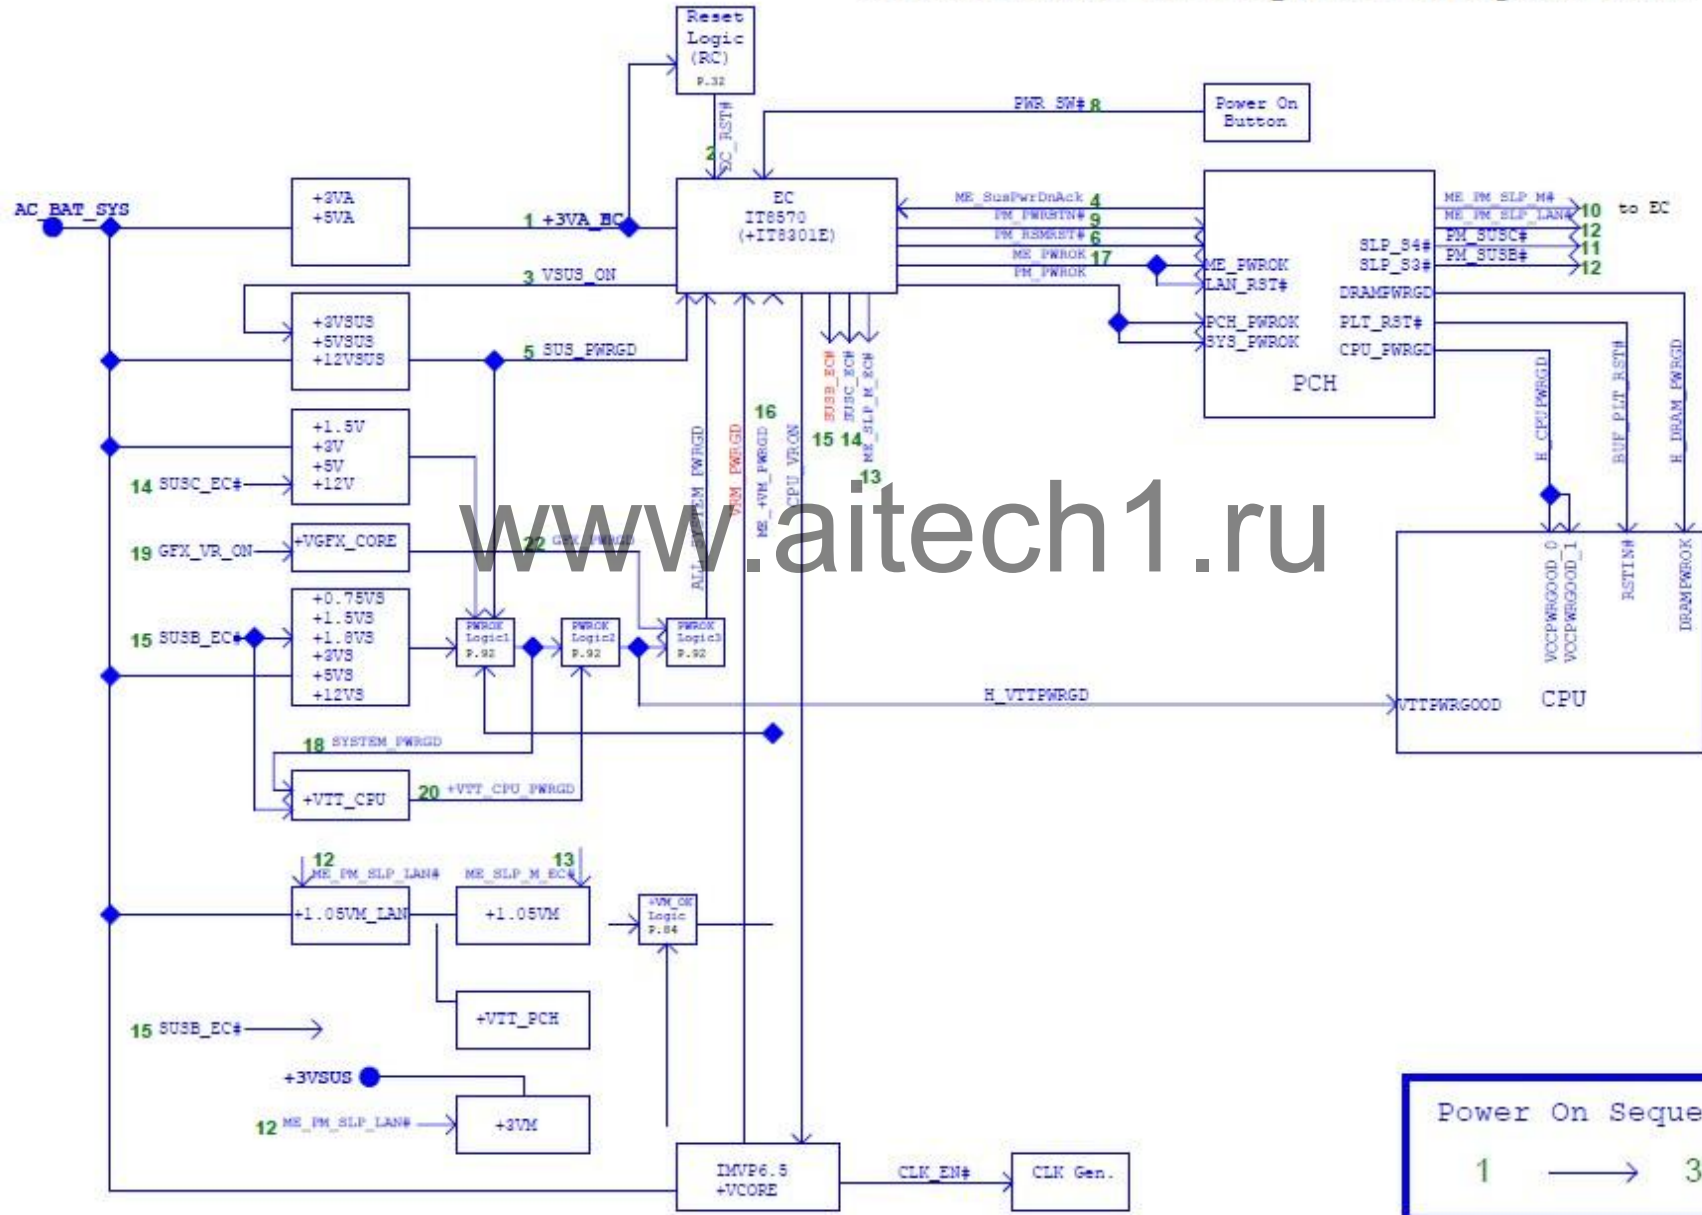 Reset
Logic
(RC)
P.32
EC_RST#
2
PWR_SW# 8
Power On
Button
AC_BAT_SYS
+3VA
+5VA
1 +3VA_EC
EC
IT8570
(+IT8301E)
ME_SusPwrDnAck 4
PM_PWRBTN# 9
PM_RSMRST# 6
ME_PWROK 17
PM_PWROK
ME_PWROK
LAN_RST#
PCH_PWROK
SYS_PWROK
SLP_S4#
SLP_S3#
DRAMPWRGD
PLT_RST#
CPU_PWRGD
PCH
ME_PM_SLP_M# 10 to EC
ME_PM_SLP_LAN# 12
PM_SUSC# 11
PM_SUSB# 12
3 VSUS_ON
+3VSUS
+5VSUS
+12VSUS
5 SUS_PWRGD
+1.5V
+3V
+5V
+12V
14 SUSC_EC#
ALL_SYSTEM_PWRGD
VRM_PWRGD
16
ME_+VM_PWRGD
CPU_VRON
SUSB_EC#
15
SUSC_EC#
14
ME_SLP_M_EC#
13
H_CPUPWRGD
BUF_PLT_RST#
H_DRAM_PWRGD
www.aitech1.ru
19 GFX_VR_ON
+VGFX_CORE
22 GFX_PWRGD
+0.75VS
+1.5VS
+1.8VS
+3VS
+5VS
+12VS
15 SUSB_EC#
PWROK
Logic1
P.92
PWROK
Logic2
P.92
PWROK
Logic3
P.92
H_VTTPWRGD
VCCPWRGOOD_0
VCCPWRGOOD_1
RSTIN#
DRAMPWROK
VTTPWRGOOD
CPU
18 SYSTEM_PWRGD
+VTT_CPU
20 +VTT_CPU_PWRGD
12
ME_PM_SLP_LAN#
13
ME_SLP_M_EC#
+1.05VM_LAN
+1.05VM
+VM_OK
Logic
P.84
+VTT_PCH
15 SUSB_EC#
+3VSUS
12 ME_PM_SLP_LAN#
+3VM
IMVP6.5
+VCORE
CLK_EN#
CLK Gen.
Power On Seque
1 3